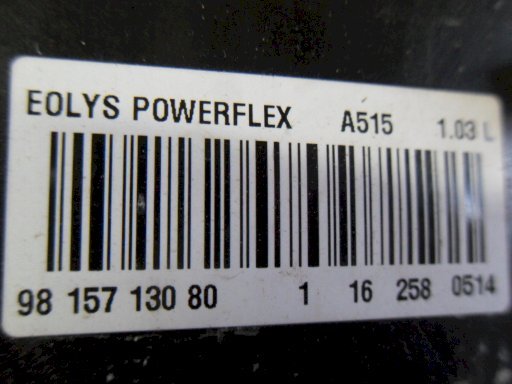 EOLYS POWERFLEX A515 1.03 L
98 157 130 80 1 16 258 0514